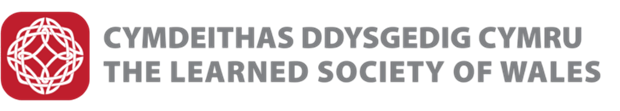 CYMDEITHAS DDYSGEDIG CYMRU
THE LEARNED SOCIETY OF WALES